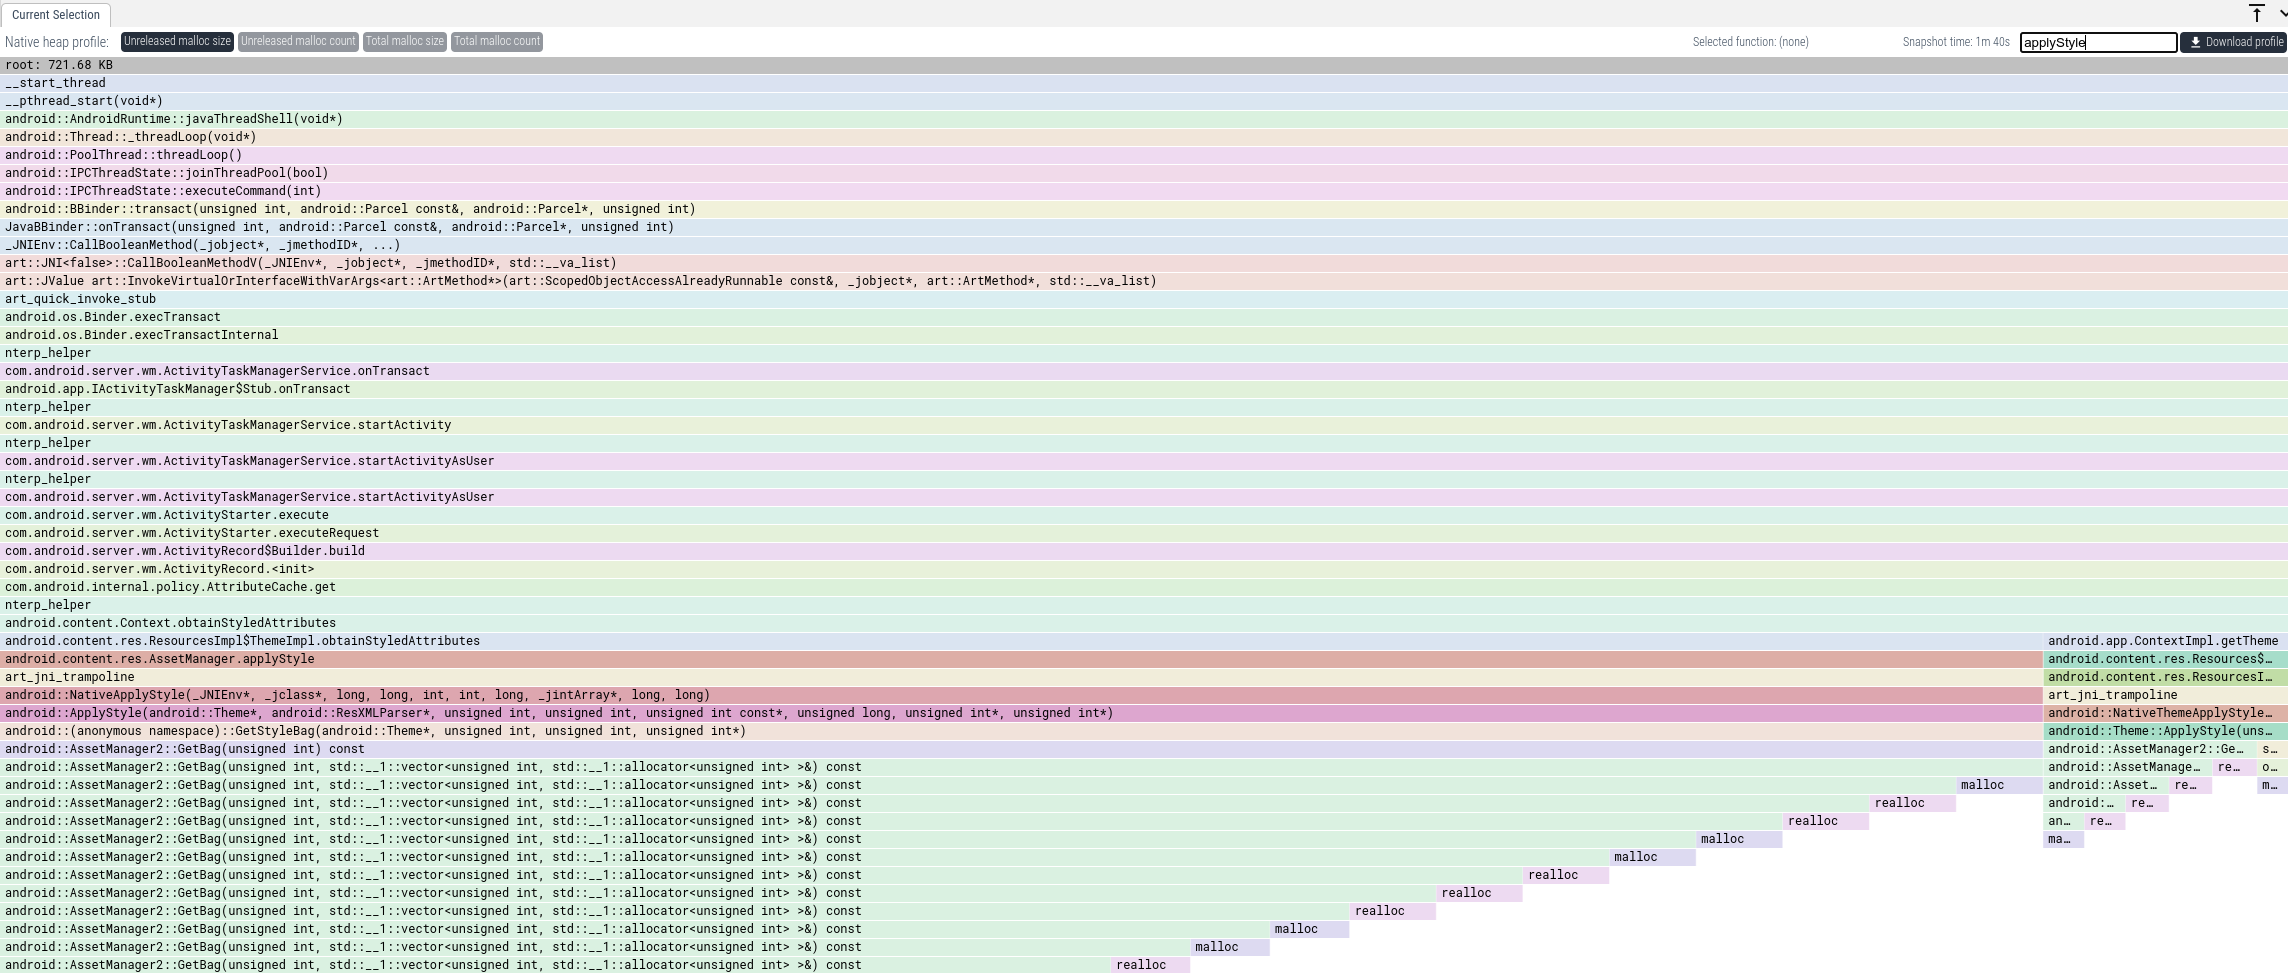 Current Selection
Native heap profile: Unreleased malloc size Unreleased malloc count Total malloc size Total malloc count Selected function: (none) Snapshot time: 1m 40s applyStyle Download profile
root: 721.68 KB
__start_thread
__pthread_start(void*)
android::AndroidRuntime::javaThreadShell(void*)
android::Thread::_threadLoop(void*)
android::PoolThread::threadLoop()
android::IPCThreadState::joinThreadPool(bool)
android::IPCThreadState::executeCommand(int)
android::BBinder::transact(unsigned int, android::Parcel const&, android::Parcel*, unsigned int)
JavaBBinder::onTransact(unsigned int, android::Parcel const&, android::Parcel*, unsigned int)
_JNIEnv::CallBooleanMethod(_jobject*, _jmethodID*, ...)
art::JNI<false>::CallBooleanMethodV(_JNIEnv*, _jobject*, _jmethodID*, std::__va_list)
art::JValue art::InvokeVirtualOrInterfaceWithVarArgs<art::ArtMethod*>(art::ScopedObjectAccessAlreadyRunnable const&, _jobject*, art::ArtMethod*, std::__va_list)
art_quick_invoke_stub
android.os.Binder.execTransact
android.os.Binder.execTransactInternal
nterp_helper
com.android.server.wm.ActivityTaskManagerService.onTransact
android.app.IActivityTaskManager$Stub.onTransact
nterp_helper
com.android.server.wm.ActivityTaskManagerService.startActivity
nterp_helper
com.android.server.wm.ActivityTaskManagerService.startActivityAsUser
nterp_helper
com.android.server.wm.ActivityTaskManagerService.startActivityAsUser
com.android.server.wm.ActivityStarter.execute
com.android.server.wm.ActivityStarter.executeRequest
com.android.server.wm.ActivityRecord$Builder.build
com.android.server.wm.ActivityRecord.<init>
com.android.internal.policy.AttributeCache.get
nterp_helper
android.content.Context.obtainStyledAttributes
android.content.res.ResourcesImpl$ThemeImpl.obtainStyledAttributes android.app.ContextImpl.getTheme
android.content.res.AssetManager.applyStyle android.content.res.Resources$…
art_jni_trampoline android.content.res.ResourcesI…
android::NativeApplyStyle(_JNIEnv*, _jclass*, long, long, int, int, long, _jintArray*, long, long) art_jni_trampoline
android::ApplyStyle(android::Theme*, android::ResXMLParser*, unsigned int, unsigned int, unsigned int const*, unsigned long, unsigned int*, unsigned int*) android::NativeThemeApplyStyle…
android::(anonymous namespace)::GetStyleBag(android::Theme*, unsigned int, unsigned int, unsigned int*) android::Theme::ApplyStyle(uns…
android::AssetManager2::GetBag(unsigned int) const android::AssetManager2::Ge… s…
android::AssetManager2::GetBag(unsigned int, std::__1::vector<unsigned int, std::__1::allocator<unsigned int> >&) const android::AssetManage… re… o…
android::AssetManager2::GetBag(unsigned int, std::__1::vector<unsigned int, std::__1::allocator<unsigned int> >&) const malloc android::Asset… re… m…
android::AssetManager2::GetBag(unsigned int, std::__1::vector<unsigned int, std::__1::allocator<unsigned int> >&) const realloc android:… re…
android::AssetManager2::GetBag(unsigned int, std::__1::vector<unsigned int, std::__1::allocator<unsigned int> >&) const realloc an… re…
android::AssetManager2::GetBag(unsigned int, std::__1::vector<unsigned int, std::__1::allocator<unsigned int> >&) const malloc ma…
android::AssetManager2::GetBag(unsigned int, std::__1::vector<unsigned int, std::__1::allocator<unsigned int> >&) const malloc
android::AssetManager2::GetBag(unsigned int, std::__1::vector<unsigned int, std::__1::allocator<unsigned int> >&) const realloc
android::AssetManager2::GetBag(unsigned int, std::__1::vector<unsigned int, std::__1::allocator<unsigned int> >&) const realloc
android::AssetManager2::GetBag(unsigned int, std::__1::vector<unsigned int, std::__1::allocator<unsigned int> >&) const realloc
android::AssetManager2::GetBag(unsigned int, std::__1::vector<unsigned int, std::__1::allocator<unsigned int> >&) const malloc
android::AssetManager2::GetBag(unsigned int, std::__1::vector<unsigned int, std::__1::allocator<unsigned int> >&) const malloc
android::AssetManager2::GetBag(unsigned int, std::__1::vector<unsigned int, std::__1::allocator<unsigned int> >&) const realloc